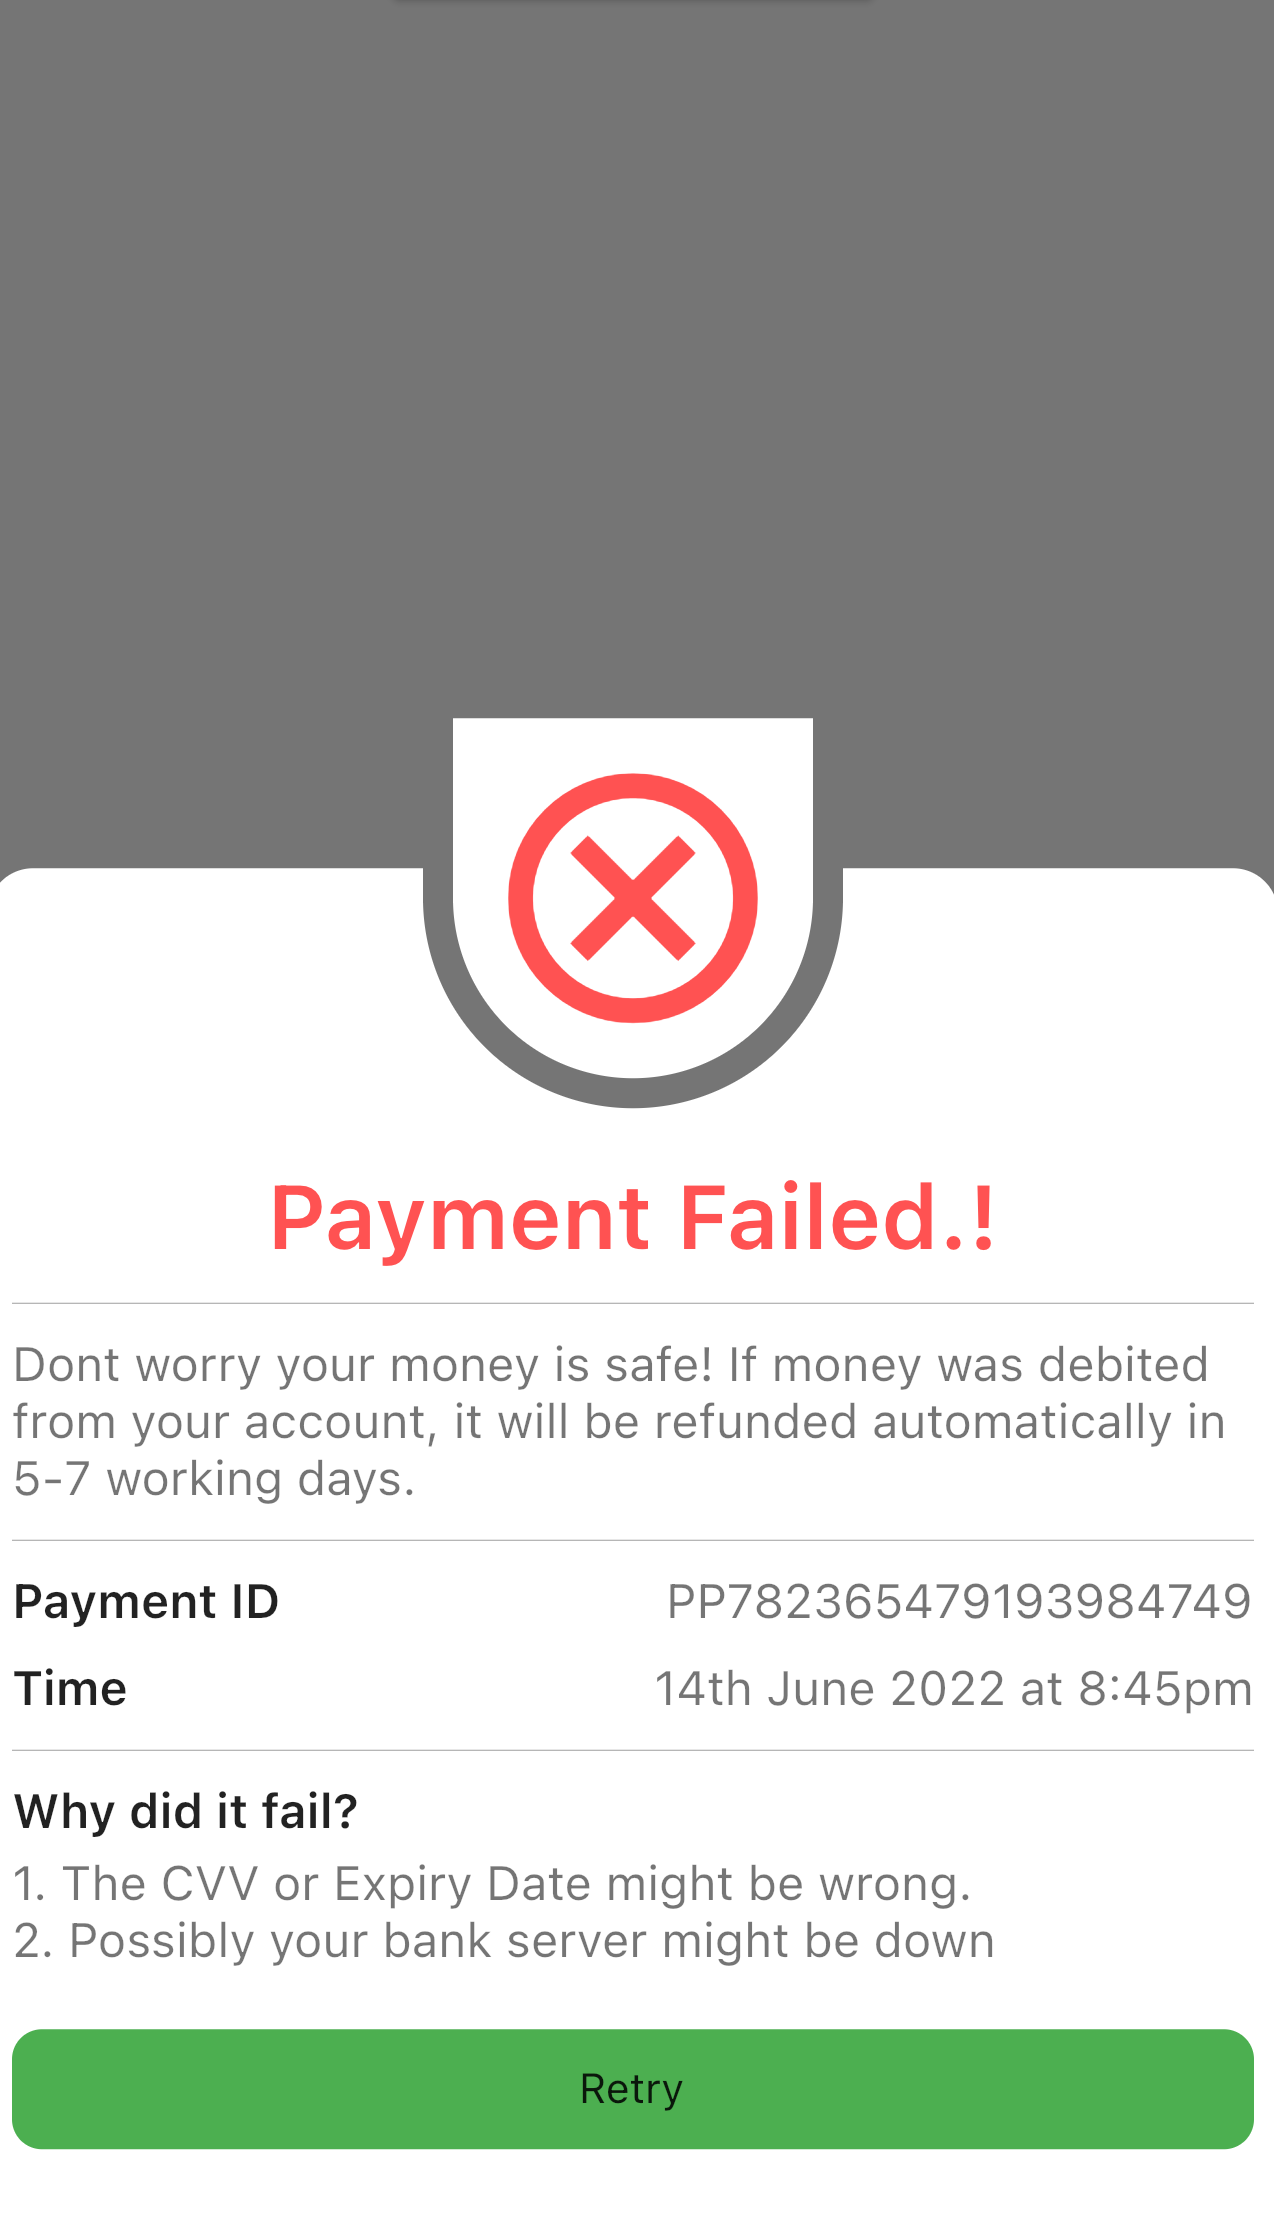 Payment Failed.!
Dont worry your money is safe! If money was debited
from your account, it will be refunded automatically in
5-7 working days.
Payment ID PP782365479193984749
Time 14th June 2022 at 8:45pm
Why did it fail?
1. The CVV or Expiry Date might be wrong.
2. Possibly your bank server might be down
Retry